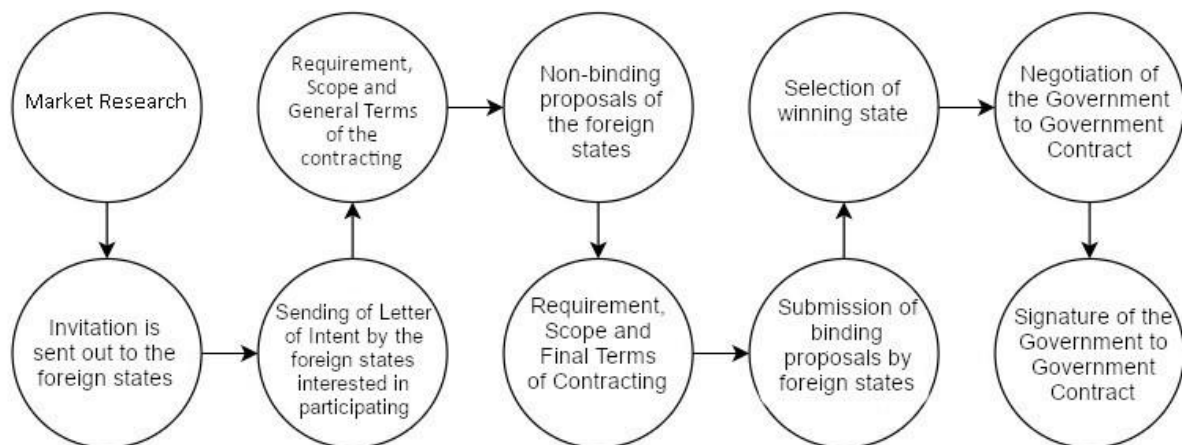 Market Research
Invitation is
sent out to the
foreign states
Sending of Letter
of Intent by the
foreign states
interested in
participating
Requirement,
Scope and
General Terms
of the
contracting
Non-binding
proposals of
the foreign
states
Requirement,
Scope and
Final Terms
of Contracting
Submission of
binding
proposals by
foreign states
Selection of
winning state
Negotiation of
the Government
to Government
Contract
Signature of the
Government to
Government
Contract